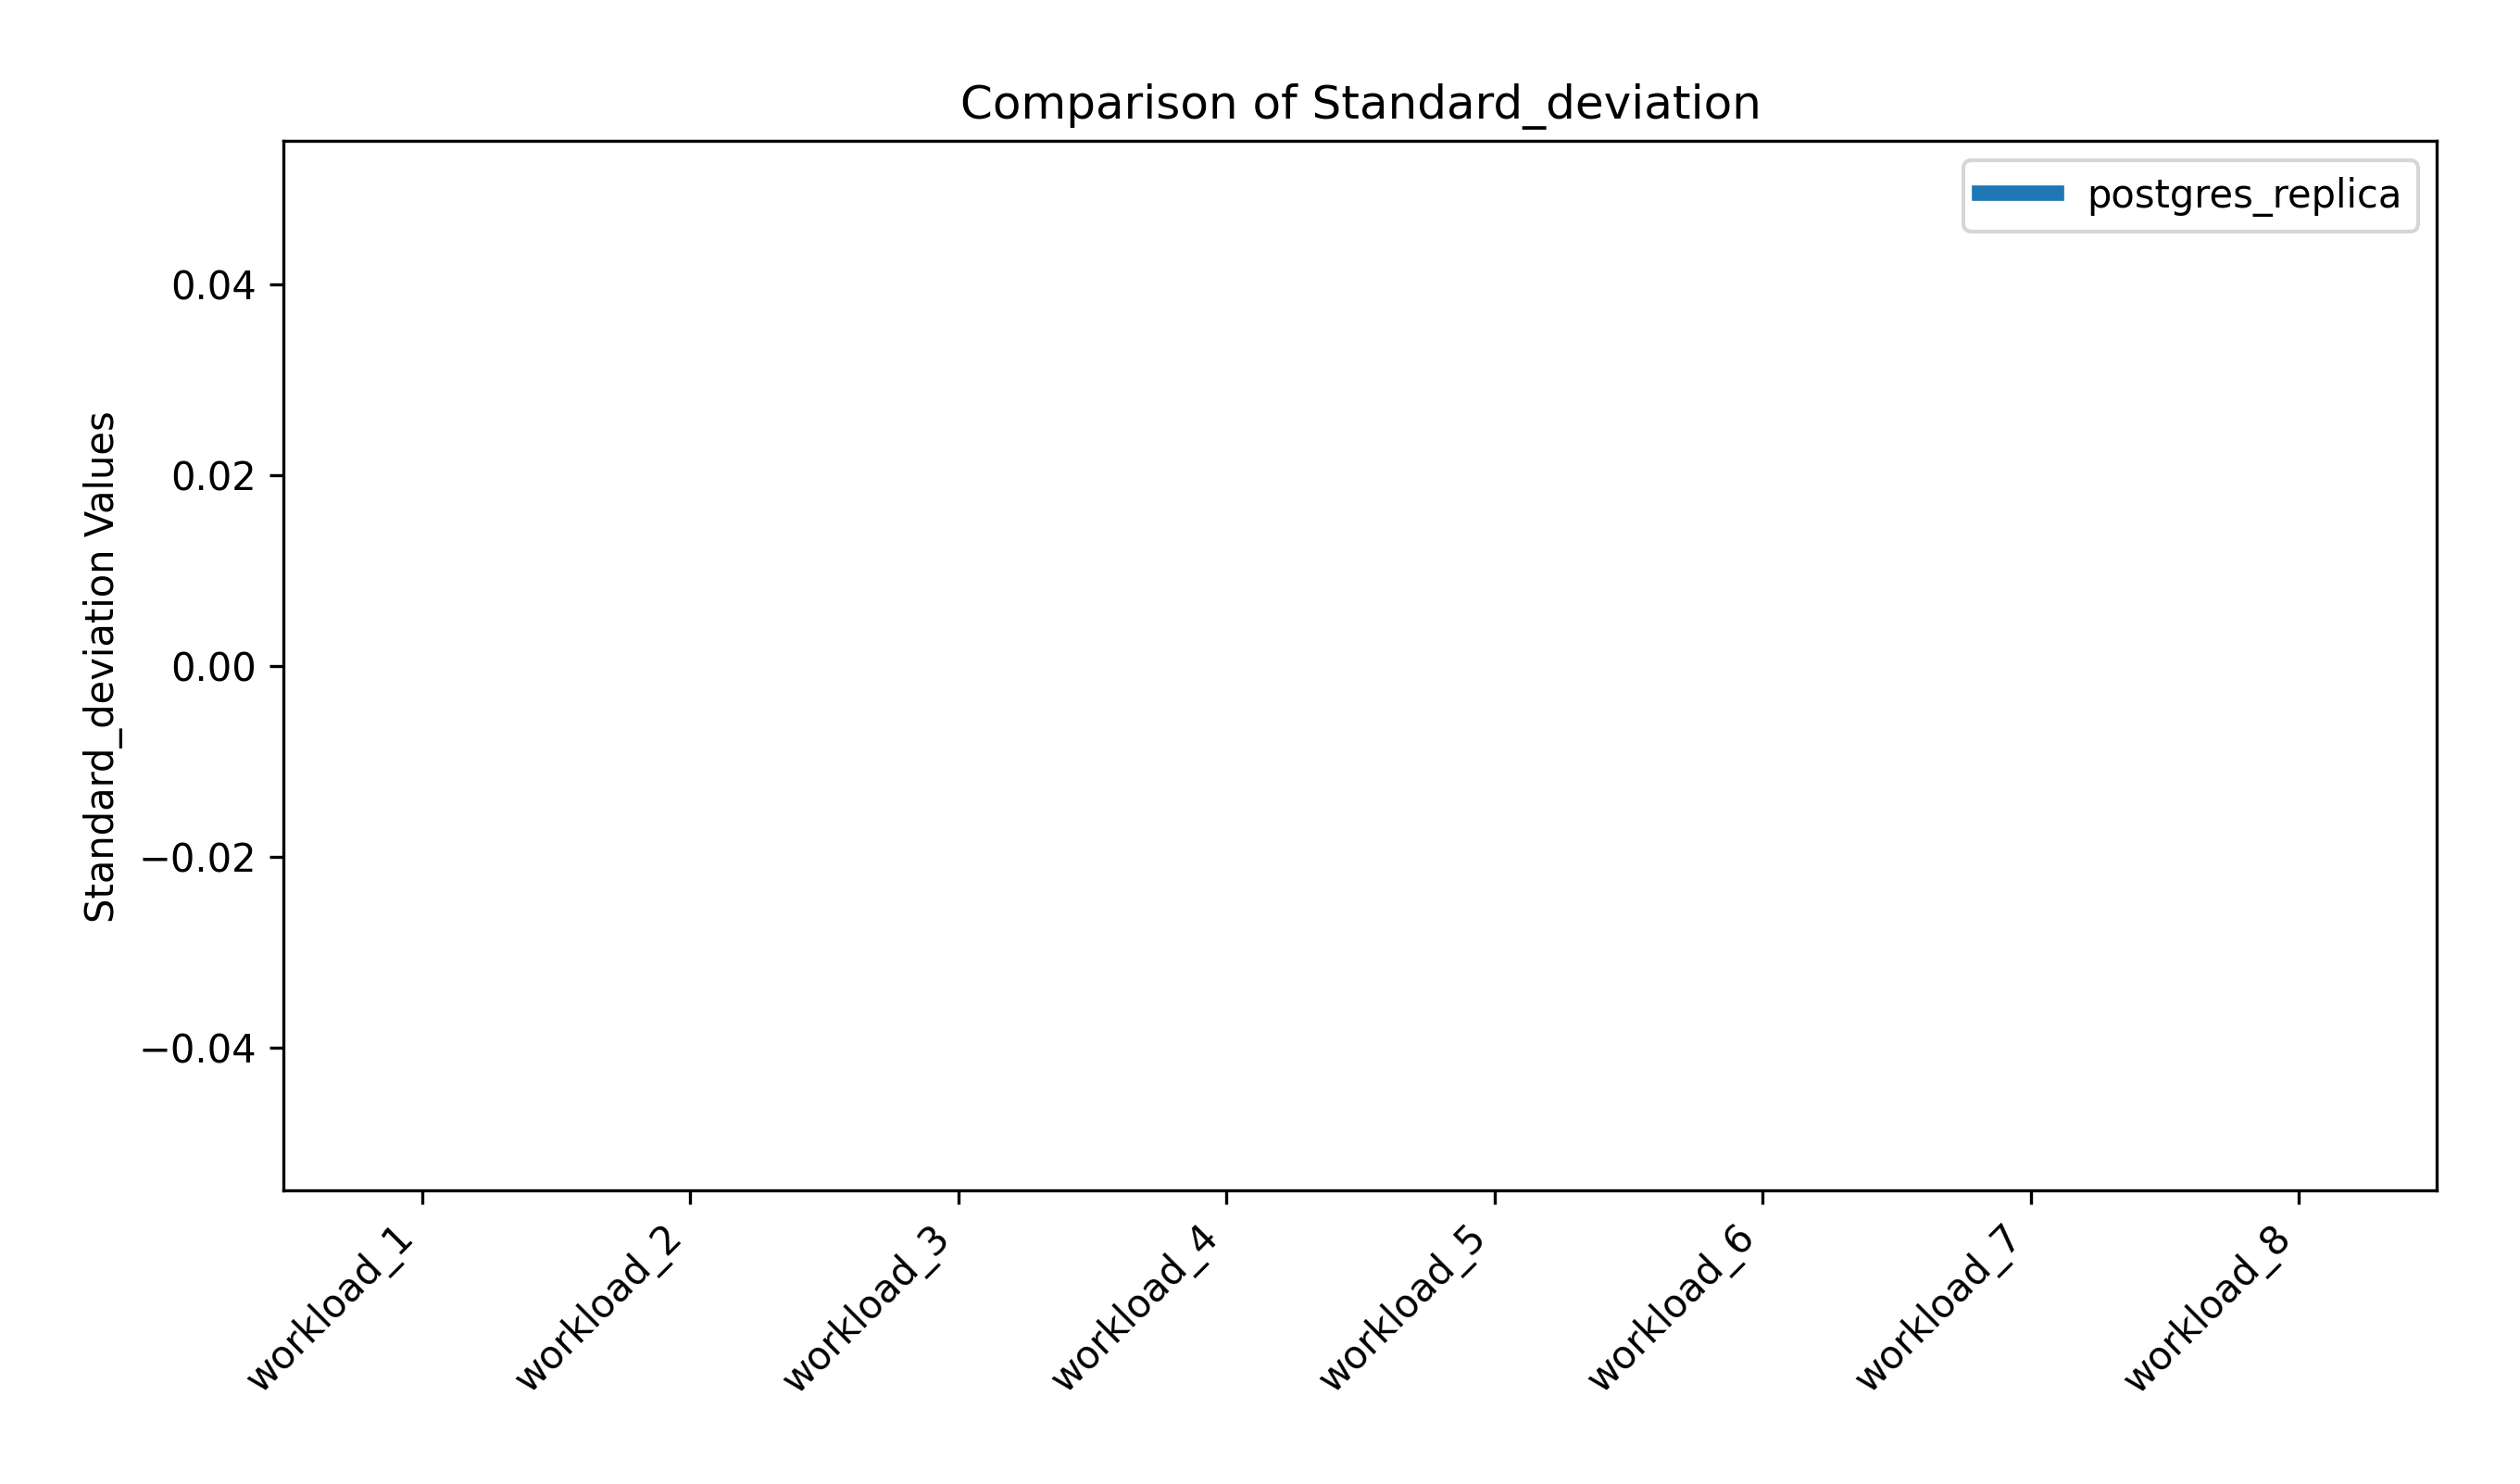 Comparison of Standard_deviation
postgres_replica
Standard_deviation Values
0.04
0.02
0.00
−0.02
−0.04
workload_1
workload_2
workload_3
workload_4
workload_5
workload_6
workload_7
workload_8